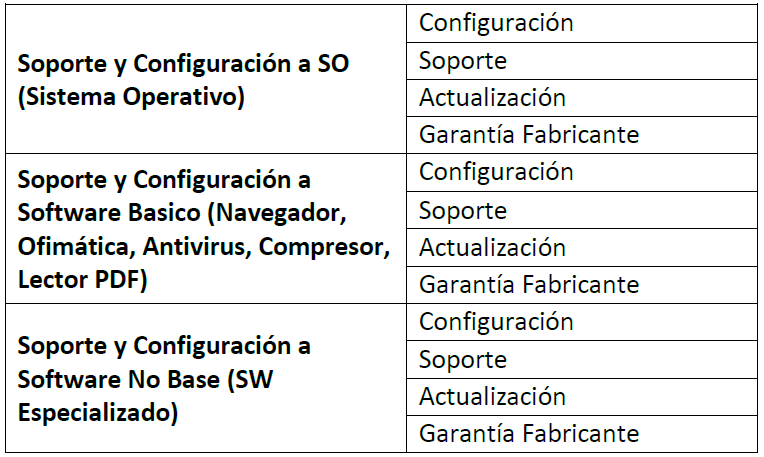 Soporte y Configuración a SO
(Sistema Operativo)
Configuración
Soporte
Actualización
Garantía Fabricante
Soporte y Configuración a
Software Basico (Navegador,
Ofimática, Antivirus, Compresor,
Lector PDF)
Configuración
Soporte
Actualización
Garantía Fabricante
Soporte y Configuración a
Software No Base (SW
Especializado)
Configuración
Soporte
Actualización
Garantía Fabricante